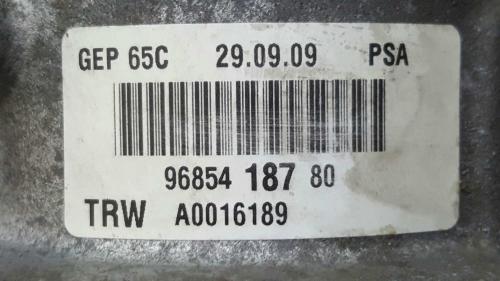 GEP 65C 29.09.09 PSA
96854 187 80
TRW A0016189